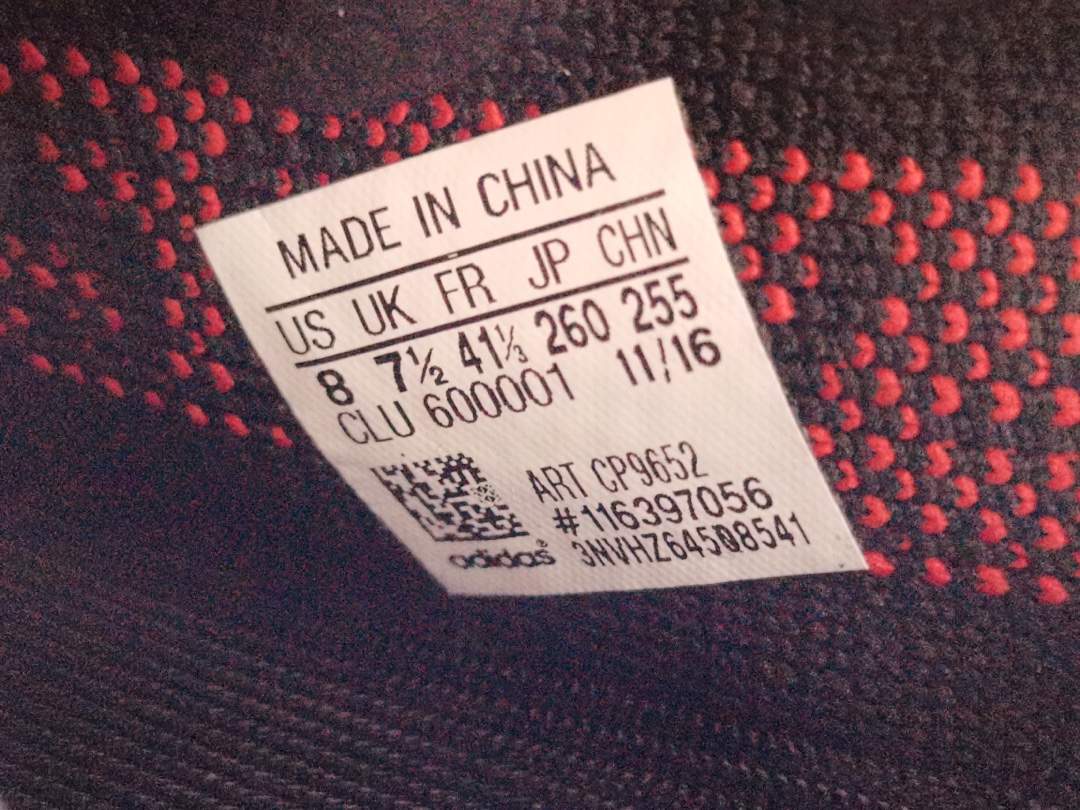 MADE IN CHINA
US UK FR JP CHN
8 7½ 41⅓ 260 255
CLU 600001 11/16
ART CP9652
#116397056
3NVHZ64508541
adidas®